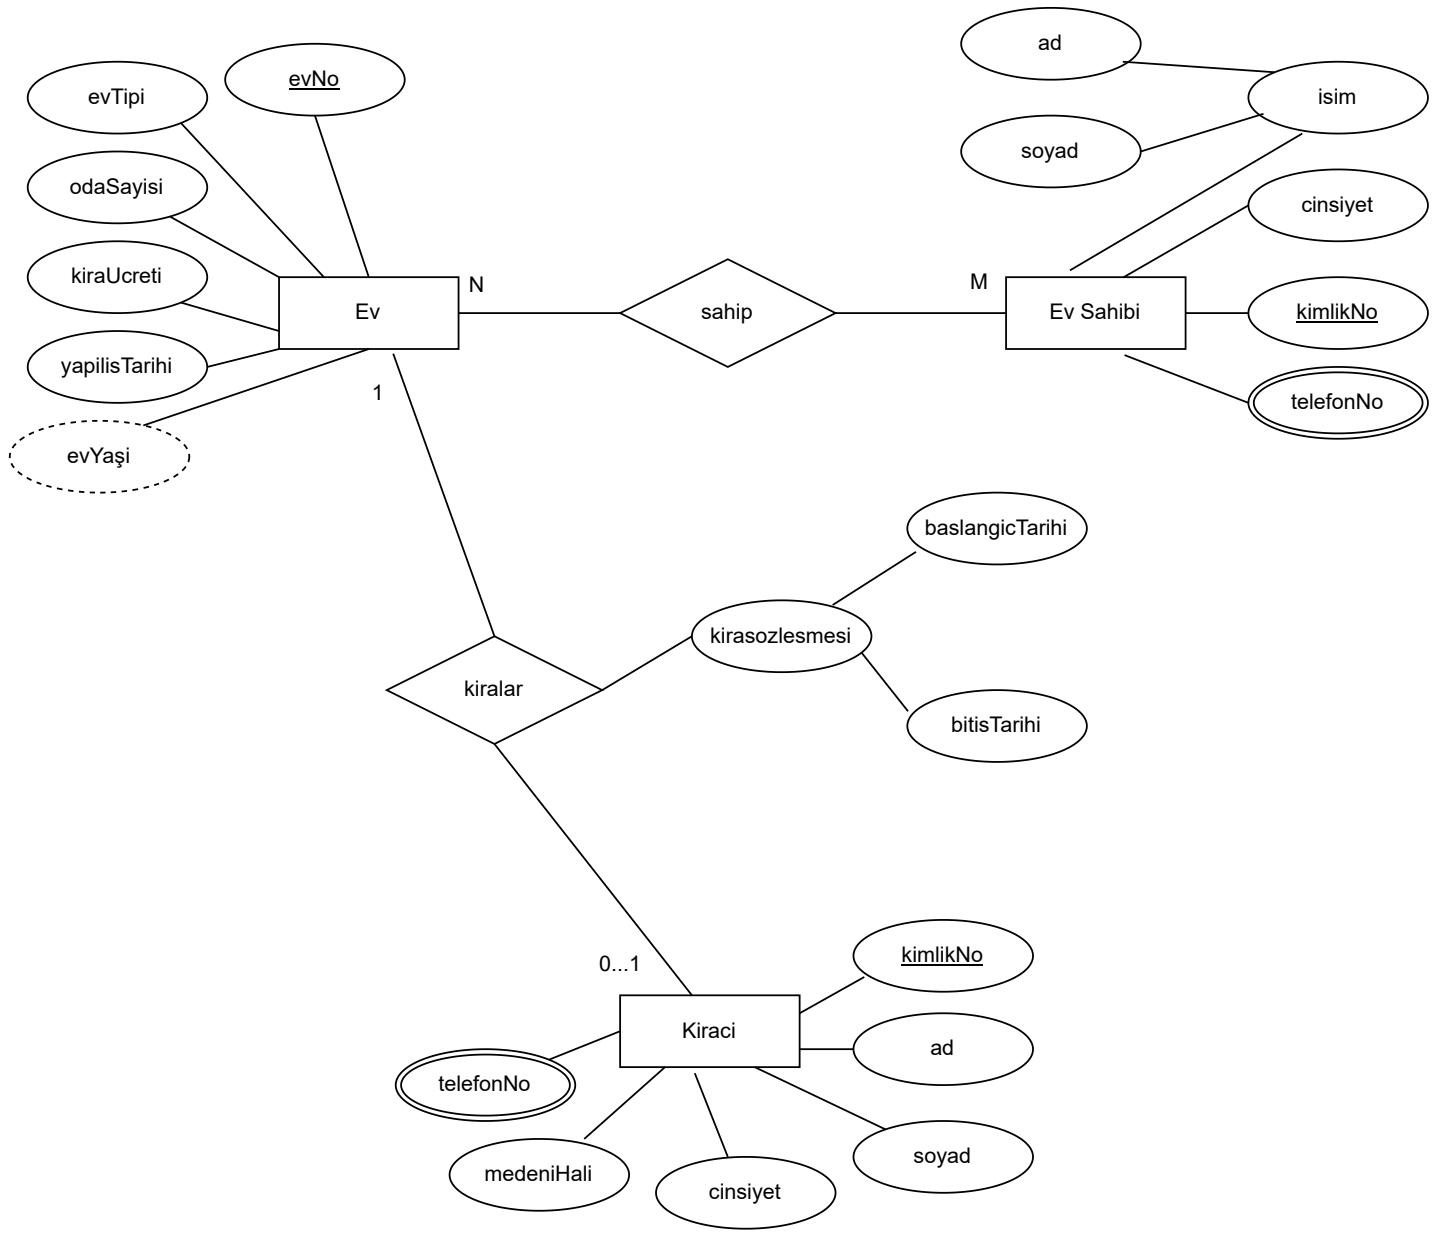 ad
evNo
evTipi
isim
soyad
odaSayisi
cinsiyet
kiraUcreti
N
M
Ev
sahip
Ev Sahibi
kimlikNo
yapilisTarihi
1
telefonNo
evYaşi
baslangicTarihi
kirasozlesmesi
kiralar
bitisTarihi
0...1
kimlikNo
Kiraci
ad
telefonNo
soyad
medeniHali
cinsiyet